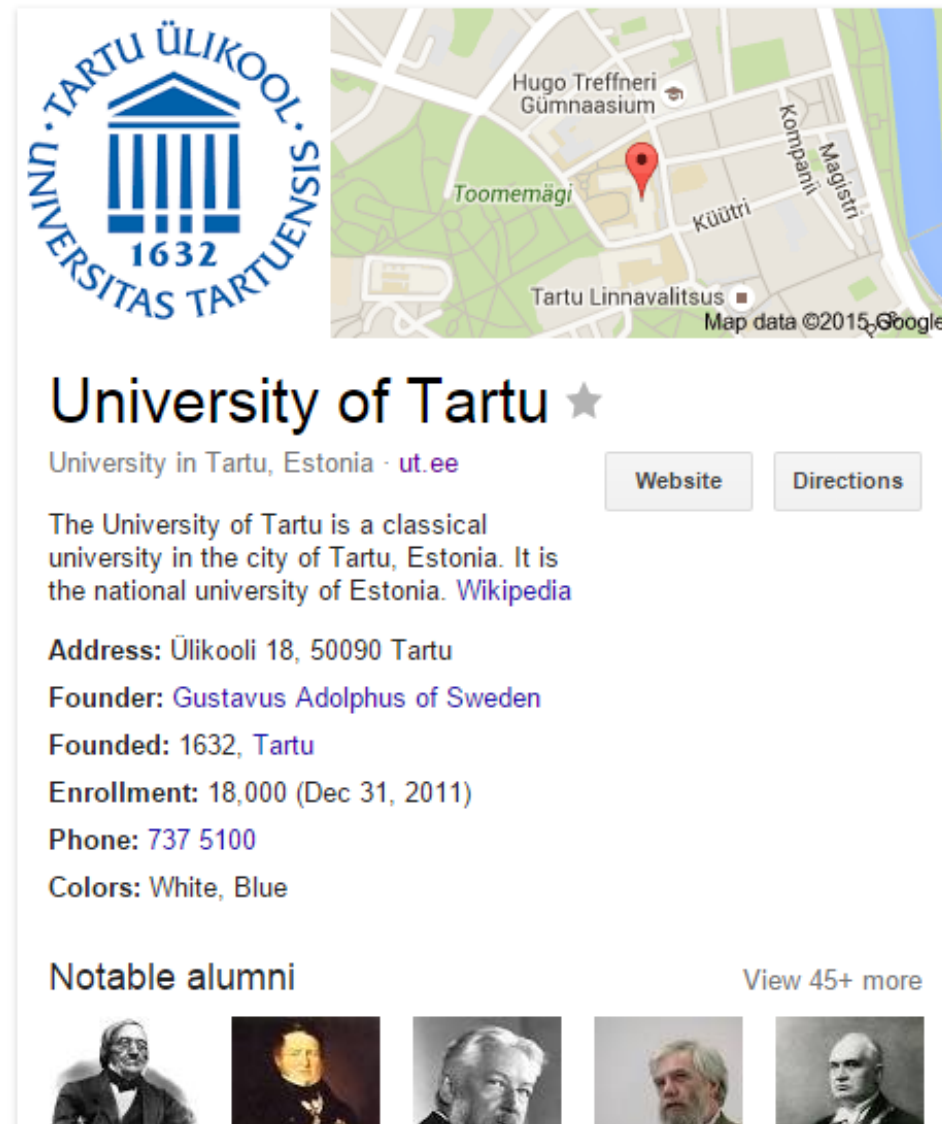 TARTU ÜLIKOOL · UNIVERSITAS TARTUENSIS ·
1632
Hugo Treffneri
Gümnaasium
Kompanii
Magistri
Toomemägi
Küütri
Tartu Linnavalitsus
Map data ©2015 Google
University of Tartu
University in Tartu, Estonia · ut.ee
Website
Directions
The University of Tartu is a classical
university in the city of Tartu, Estonia. It is
the national university of Estonia. Wikipedia
Address: Ülikooli 18, 50090 Tartu
Founder: Gustavus Adolphus of Sweden
Founded: 1632, Tartu
Enrollment: 18,000 (Dec 31, 2011)
Phone: 737 5100
Colors: White, Blue
Notable alumni
View 45+ more